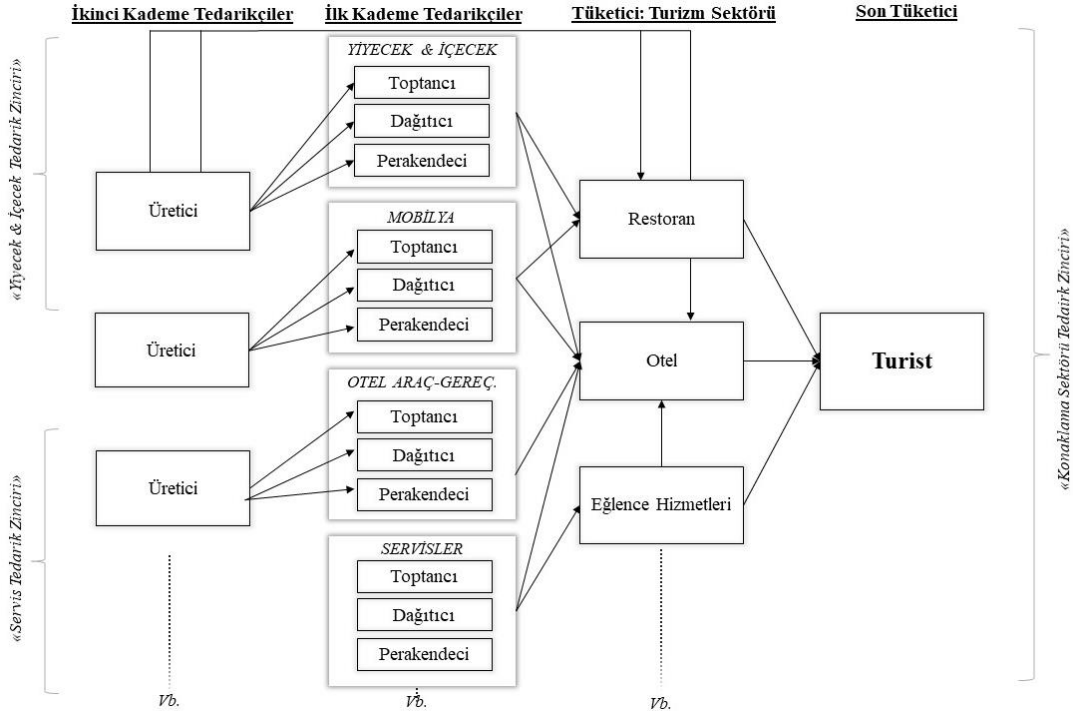 İkinci Kademe Tedarikçiler
İlk Kademe Tedarikçiler
Tüketici: Turizm Sektörü
Son Tüketici
«Yiyecek & İçecek Tedarik Zinciri»
«Servis Tedarik Zinciri»
Üretici
Üretici
Üretici
Vb.
YİYECEK & İÇECEK
Toptancı
Dağıtıcı
Perakendeci
MOBİLYA
Toptancı
Dağıtıcı
Perakendeci
OTEL ARAÇ-GEREÇ.
Toptancı
Dağıtıcı
Perakendeci
SERVİSLER
Toptancı
Dağıtıcı
Perakendeci
Vb.
Restoran
Otel
Eğlence Hizmetleri
Vb.
Turist
«Konaklama Sektörü Tedairk Zinciri»